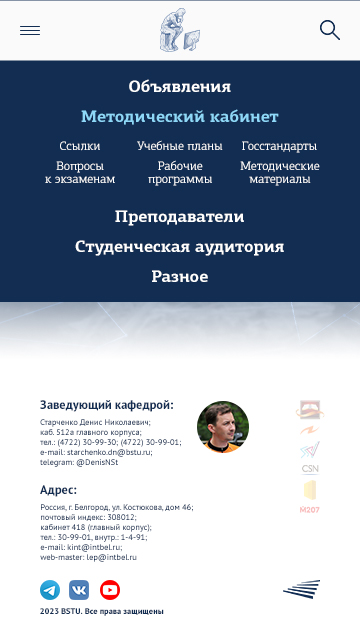 Объявления
Методический кабинет
Ссылки Учебные планы Госстандарты
Вопросы Рабочие Методические
к экзаменам программы материалы
Преподаватели
Студенческая аудитория
Разное
Заведующий кафедрой:
Старченко Денис Николаевич;
каб. 512а главного корпуса;
тел.: (4722) 30-99-30; (4722) 30-99-01;
e-mail: starchenko.dn@bstu.ru;
telegram: @DenisNSt
CSN
М207
Адрес:
Россия, г. Белгород, ул. Костюкова, дом 46;
почтовый индекс: 308012;
кабинет 418 (главный корпус);
тел.: 30-99-01, внутр.: 1-4-91;
e-mail: kint@intbel.ru;
web-master: lep@intbel.ru
2023 BSTU. Все права защищены